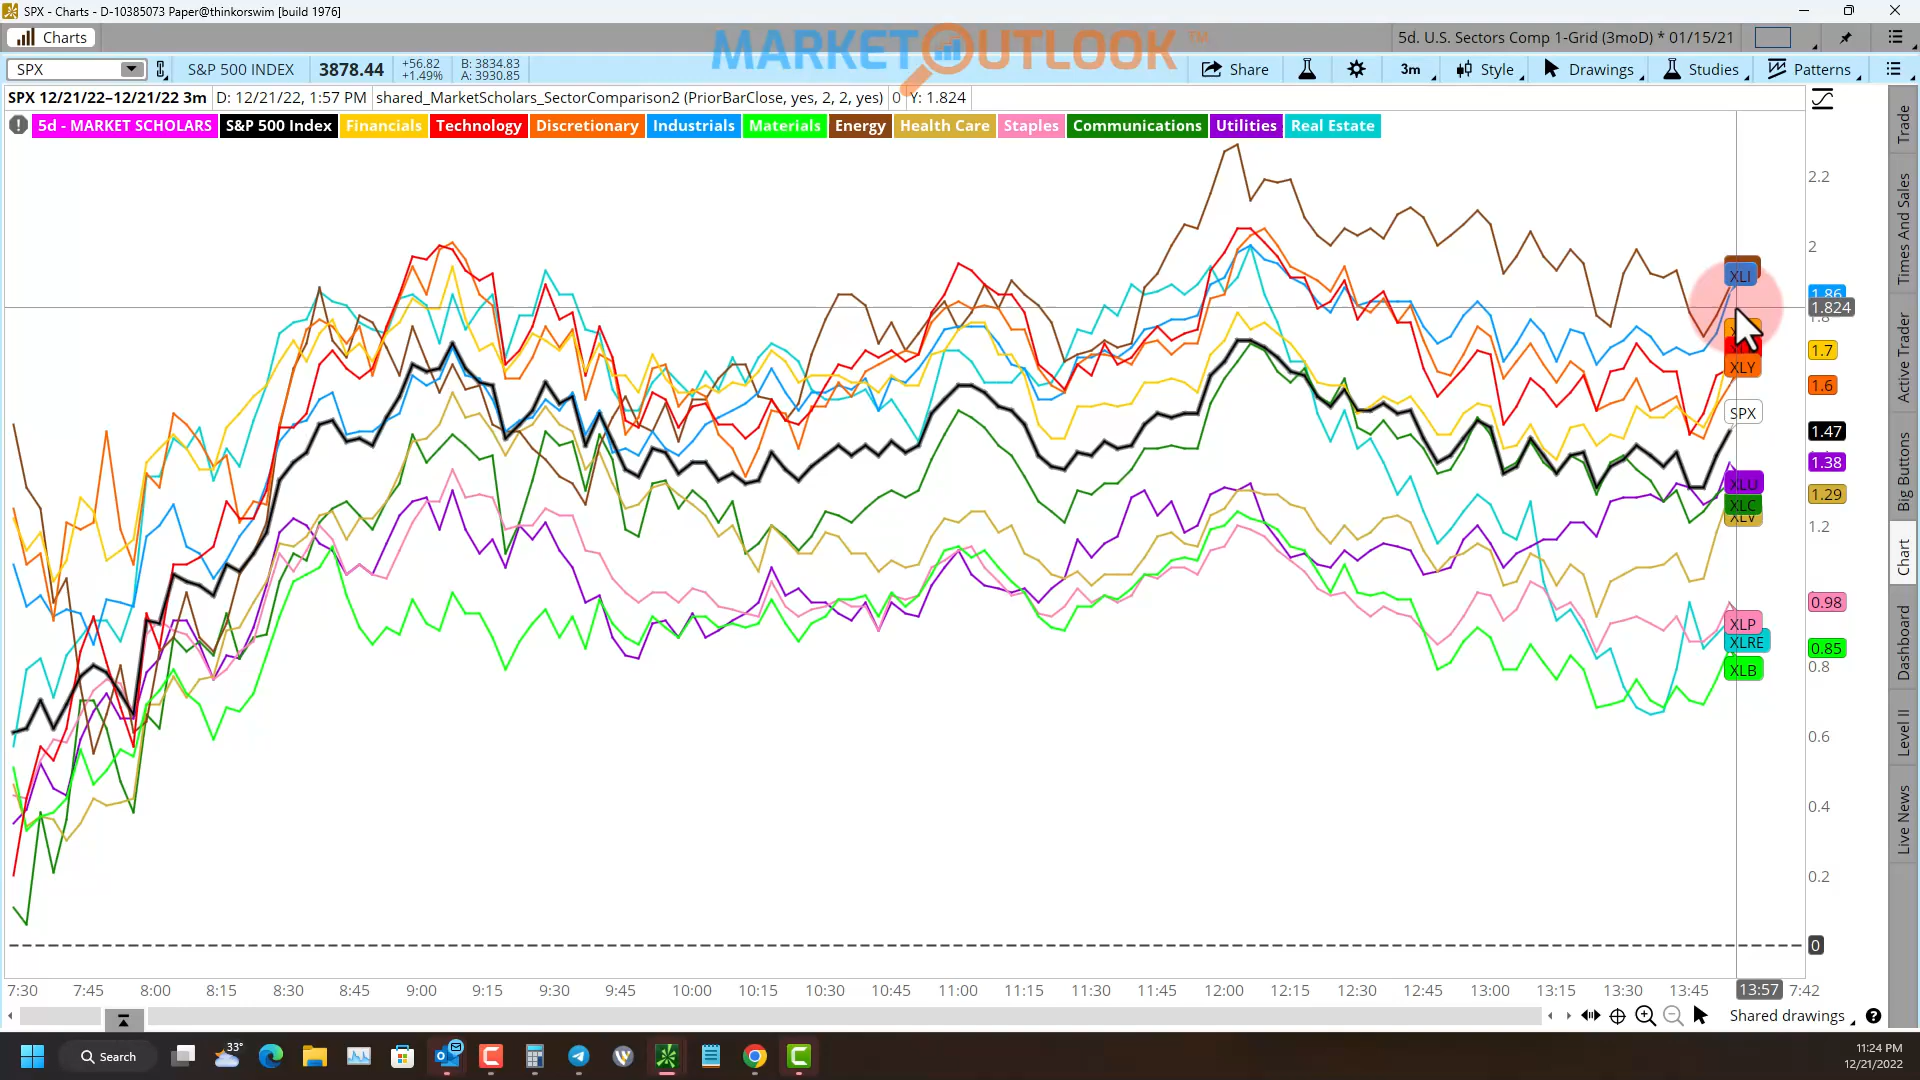 SPX - Charts - D-10385073 Paper@thinkorswim [build 1976]
Charts
MARKET OUTLOOK TM
5d. U.S. Sectors Comp 1-Grid (3moD) * 01/15/21
SPX
S&P 500 INDEX
3878.44
+56.82
+1.49%
B: 3834.83
A: 3930.85
Share
3m
Style
Drawings
Studies
Patterns
SPX 12/21/22–12/21/22 3m
D: 12/21/22, 1:57 PM
shared_MarketScholars_SectorComparison2 (PriorBarClose, yes, 2, 2, yes)
0
Y: 1.824
5d - MARKET SCHOLARS
S&P 500 Index
Financials
Technology
Discretionary
Industrials
Materials
Energy
Health Care
Staples
Communications
Utilities
Real Estate
2.2
2
1.86
1.824
1.7
1.6
1.47
1.38
1.29
1.2
0.98
0.85
0.8
0.6
0.4
0.2
0
XLI
XLY
SPX
XLU
XLC
XLV
XLP
XLRE
XLB
Trade
Times And Sales
Active Trader
Big Buttons
Chart
Dashboard
Level II
Live News
7:30 7:45 8:00 8:15 8:30 8:45 9:00 9:15 9:30 9:45 10:00 10:15 10:30 10:45 11:00 11:15 11:30 11:45 12:00 12:15 12:30 12:45 13:00 13:15 13:30 13:45 13:57 7:42
Shared drawings
33°
Search
11:24 PM
12/21/2022